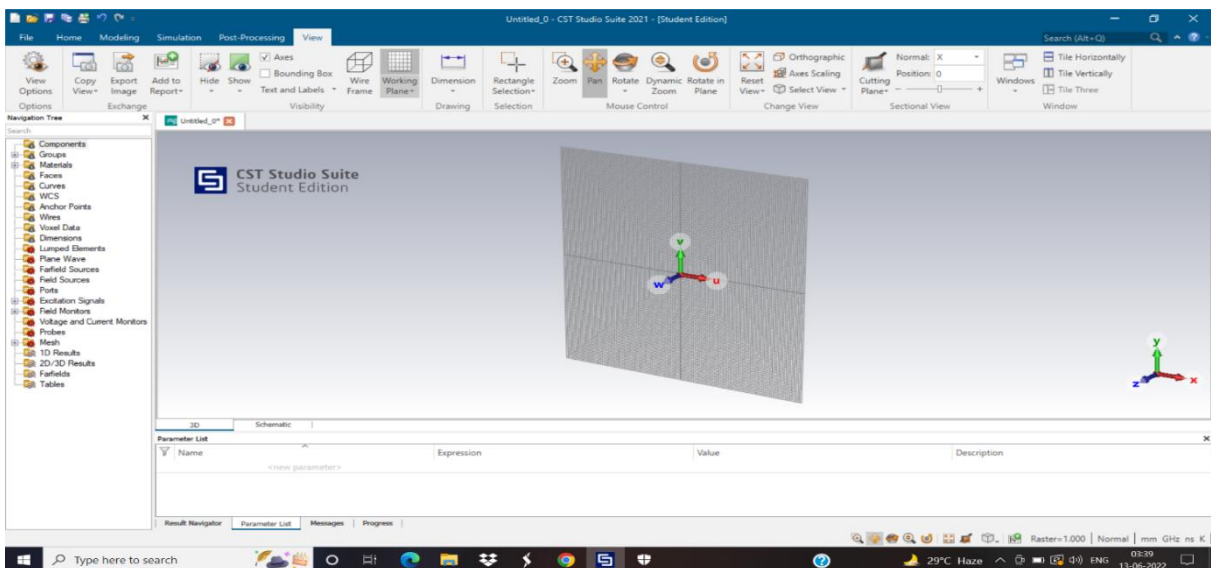 Untitled_0 - CST Studio Suite 2021 - [Student Edition]
File Home Modeling Simulation Post-Processing View Search (Alt+Q)
View Options
Copy View
Export Image
Add to Report
Hide Show
Axes
Bounding Box
Text and Labels
Wire Frame
Working Plane
Dimension
Rectangle Selection
Zoom Pan Rotate Dynamic Zoom Rotate in Plane
Reset View
Orthographic
Axes Scaling
Select View
Cutting Plane
Normal: X
Position: 0
Windows
Tile Horizontally
Tile Vertically
Tile Three
Options Exchange Visibility Drawing Selection Mouse Control Change View Sectional View Window
Navigation Tree
Search
Untitled_0*
Components
Groups
Materials
Faces
Curves
WCS
Anchor Points
Wires
Voxel Data
Dimensions
Lumped Elements
Plane Wave
Farfield Sources
Field Sources
Ports
Excitation Signals
Field Monitors
Voltage and Current Monitors
Probes
Mesh
1D Results
2D/3D Results
Farfields
Tables
CST Studio Suite
Student Edition
v
w u
y
z x
3D Schematic
Parameter List
Name Expression Value Description
<new parameter>
Result Navigator Parameter List Messages Progress
Raster=1.000 Normal mm GHz ns K
Type here to search
29°C Haze ENG
03:39
13-06-2022